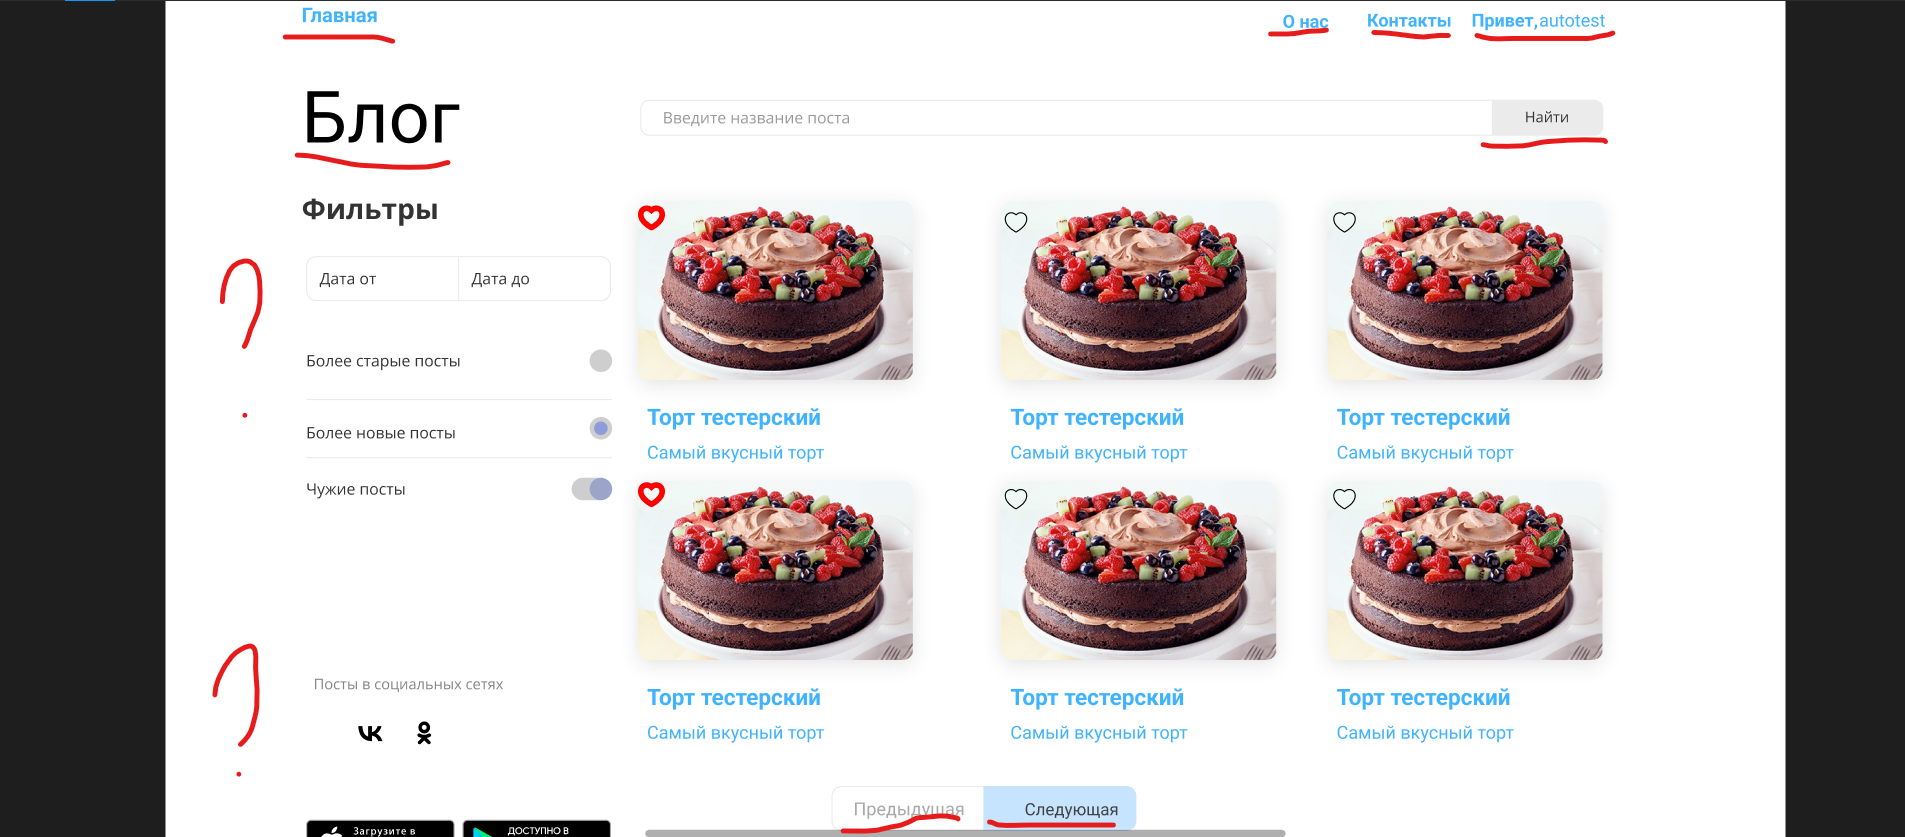 Главная
О нас Контакты Привет, autotest
Блог
Введите название поста Найти
Фильтры
Дата от Дата до
Более старые посты
Более новые посты
Чужие посты
Торт тестерский Торт тестерский Торт тестерский
Самый вкусный торт Самый вкусный торт Самый вкусный торт
Торт тестерский Торт тестерский Торт тестерский
Самый вкусный торт Самый вкусный торт Самый вкусный торт
Посты в социальных сетях
Предыдущая Следующая
Загрузите в ДОСТУПНО В